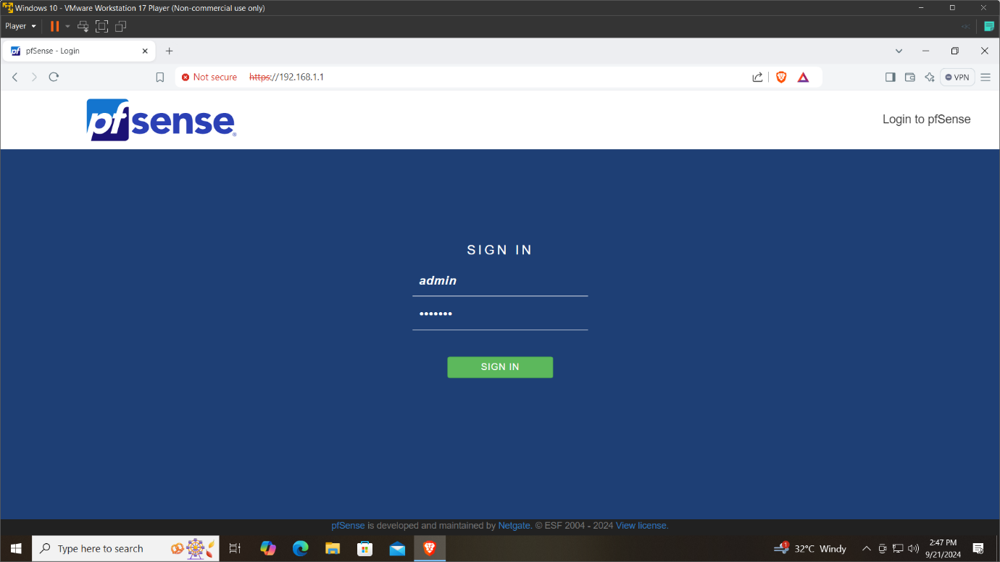 Windows 10 - VMware Workstation 17 Player (Non-commercial use only)
Player
pf pfSense - Login
Not secure https://192.168.1.1 VPN
pfsense® Login to pfSense
SIGN IN
admin
•••••••
SIGN IN
pfSense is developed and maintained by Netgate. © ESF 2004 - 2024 View license.
Type here to search 1 32°C Windy 2:47 PM
9/21/2024